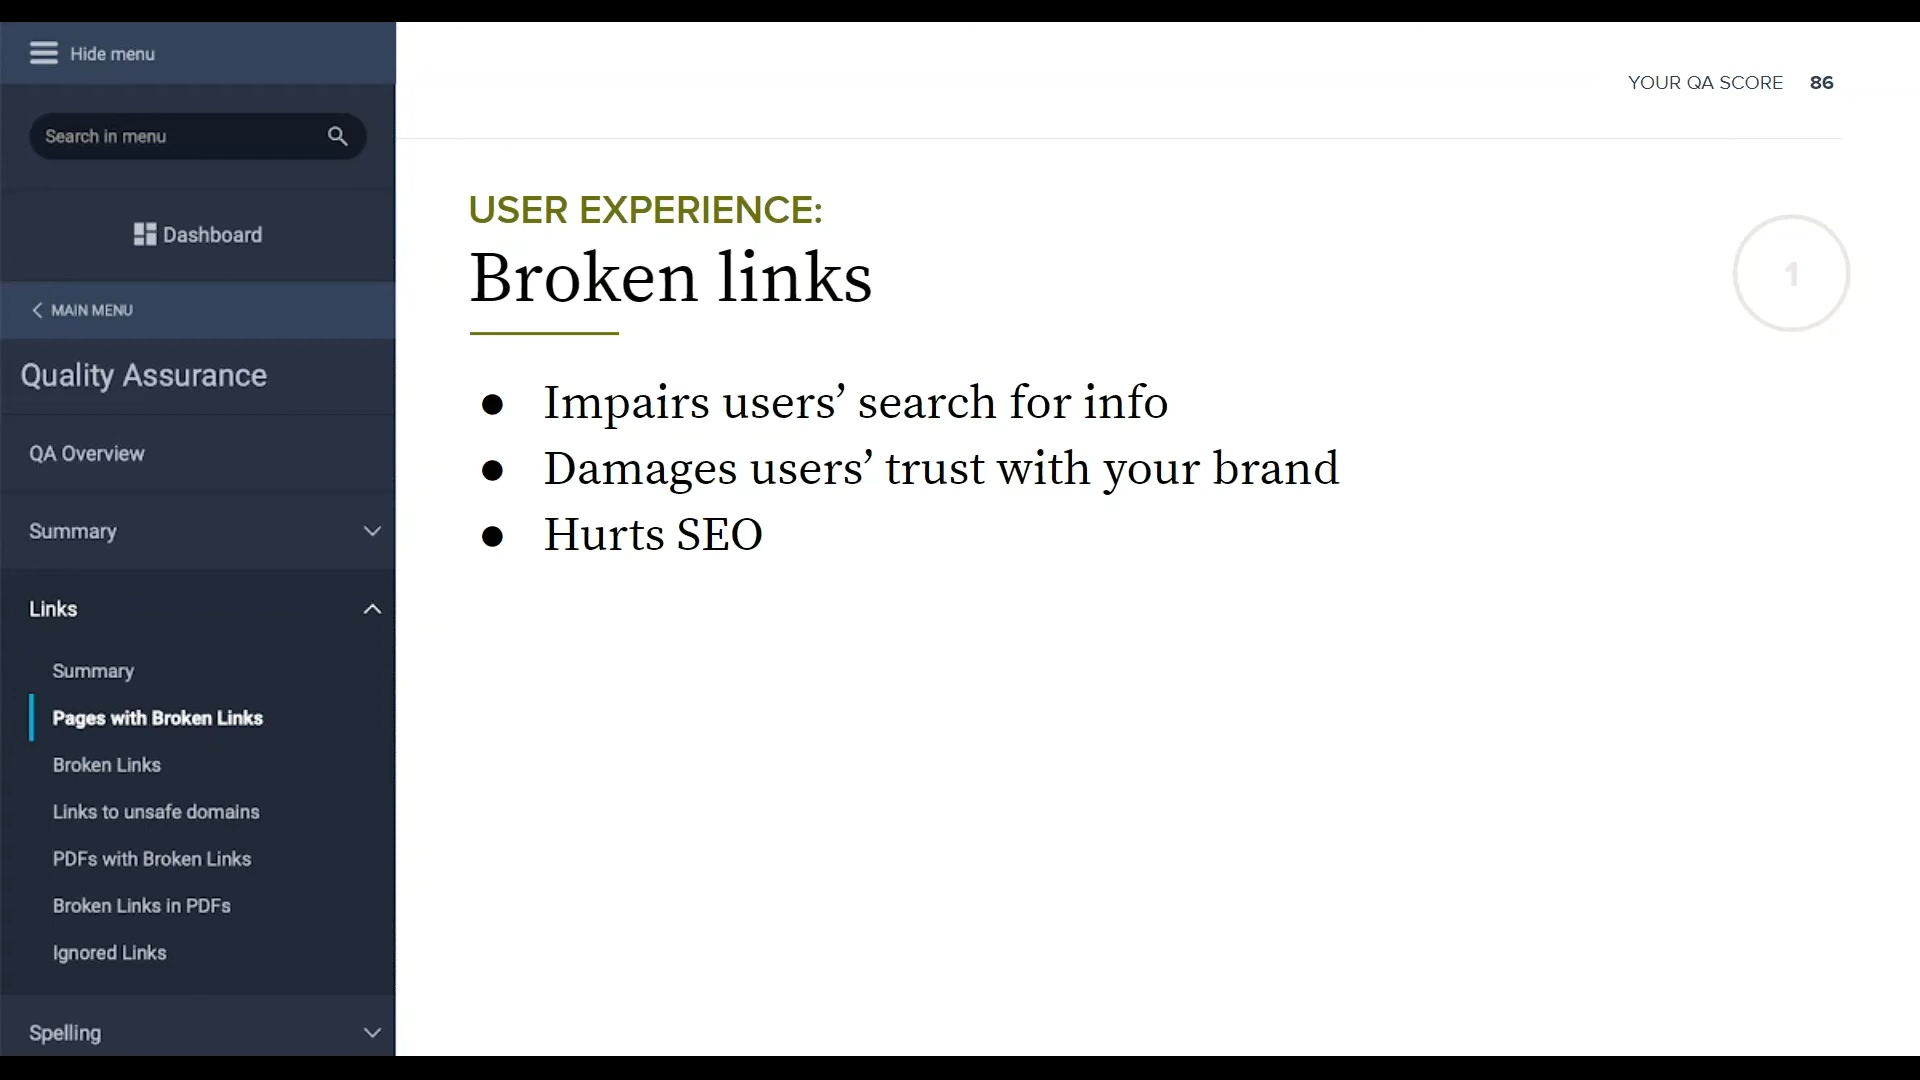 Hide menu
Search in menu
Dashboard
MAIN MENU
Quality Assurance
QA Overview
Summary
Links
Summary
Pages with Broken Links
Broken Links
Links to unsafe domains
PDFs with Broken Links
Broken Links in PDFs
Ignored Links
Spelling
YOUR QA SCORE 86
USER EXPERIENCE:
Broken links
1
● Impairs users’ search for info
● Damages users’ trust with your brand
● Hurts SEO